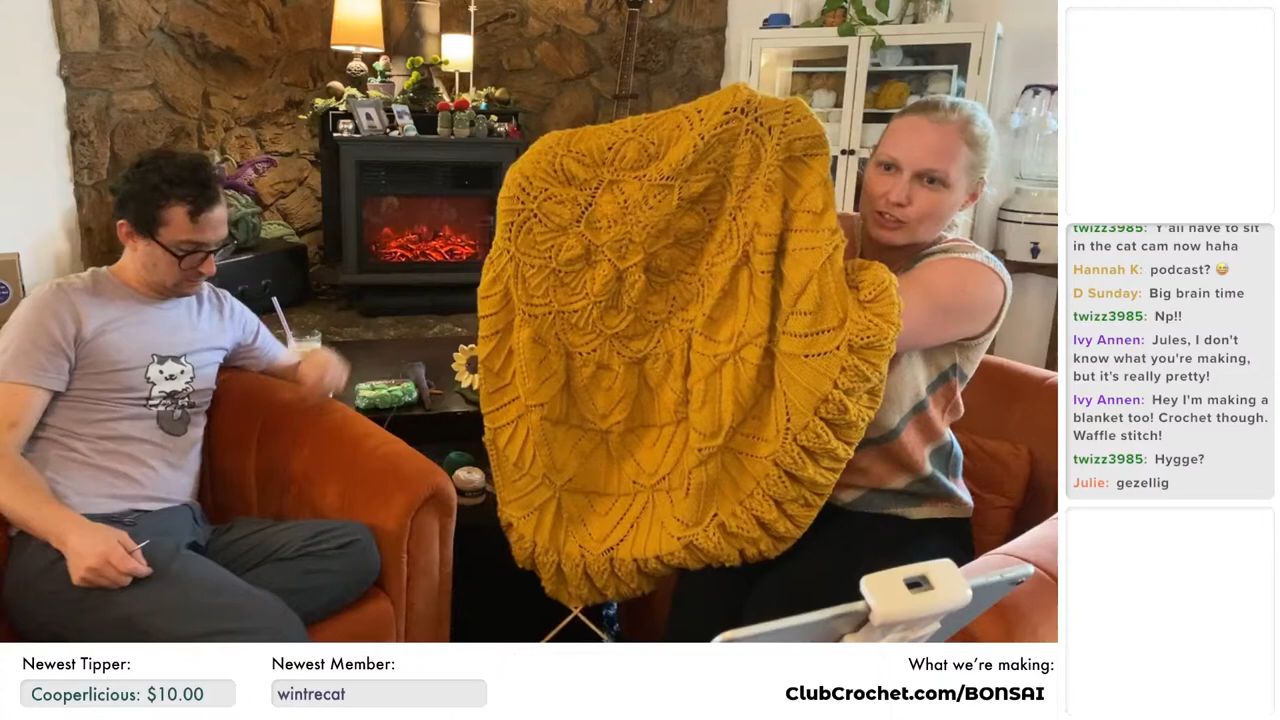 twizz3985: Y'all have to sit
in the cat cam now haha
Hannah K: podcast? 😅
D Sunday: Big brain time
twizz3985: Np!!
Ivy Annen: Jules, I don't
know what you're making,
but it's really pretty!
Ivy Annen: Hey I'm making a
blanket too! Crochet though.
Waffle stitch!
twizz3985: Hygge?
Julie: gezellig
Newest Tipper:
Cooperlicious: $10.00
Newest Member:
wintrecat
What we're making:
ClubCrochet.com/BONSAI